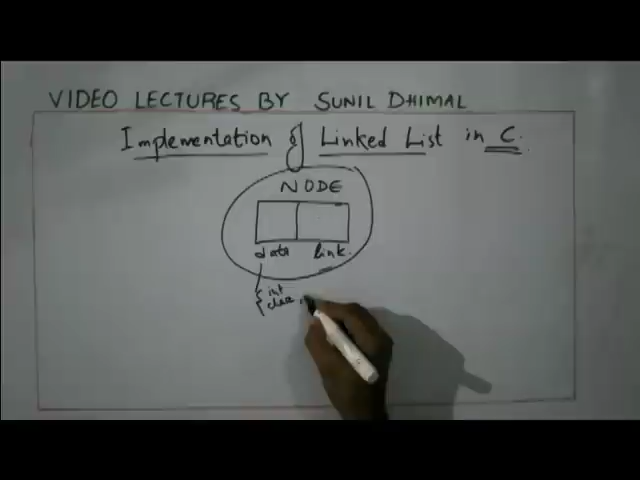 VIDEO LECTURES BY SUNIL DHIMAL
Implementation of Linked List in C.
NODE
data link.
int
char,